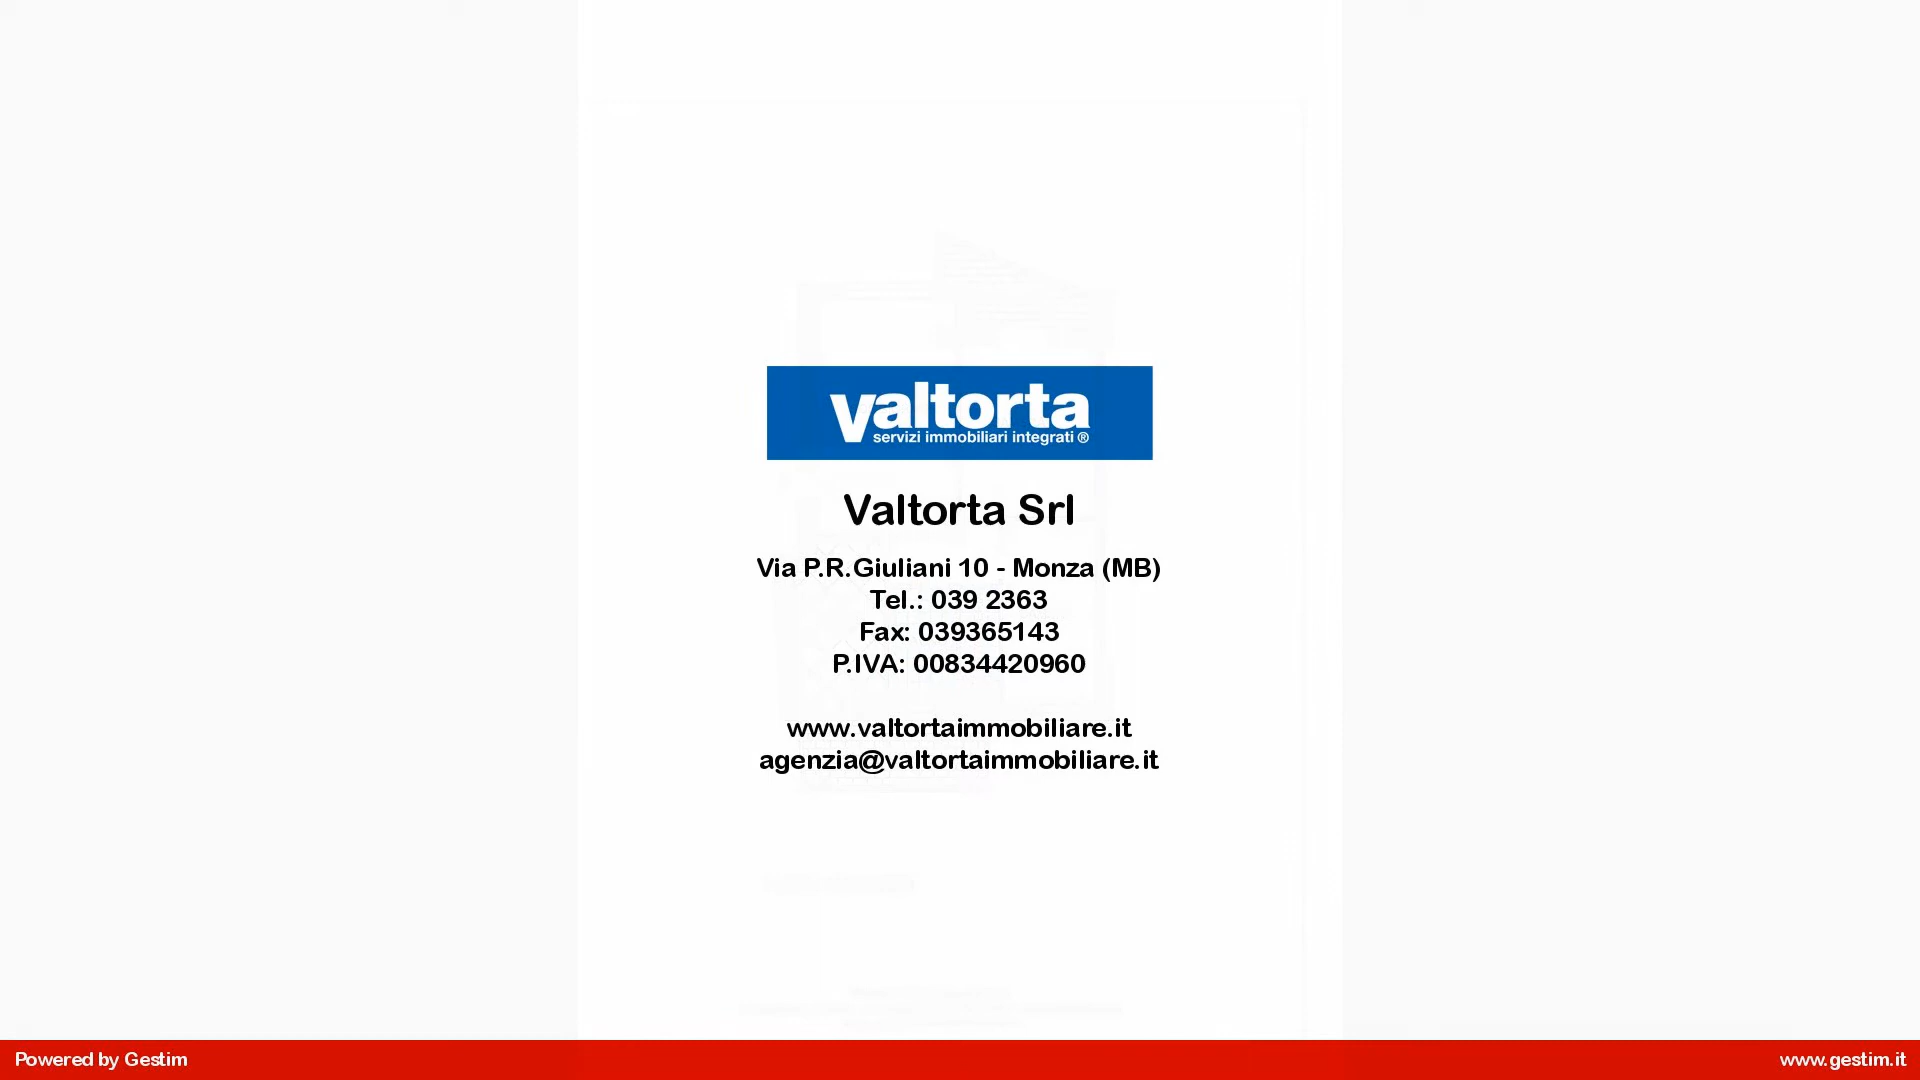 valtorta
servizi immobiliari integrati ®
Valtorta Srl
Via P.R.Giuliani 10 - Monza (MB)
Tel.: 039 2363
Fax: 039365143
P.IVA: 00834420960
www.valtortaimmobiliare.it
agenzia@valtortaimmobiliare.it
Powered by Gestim
www.gestim.it